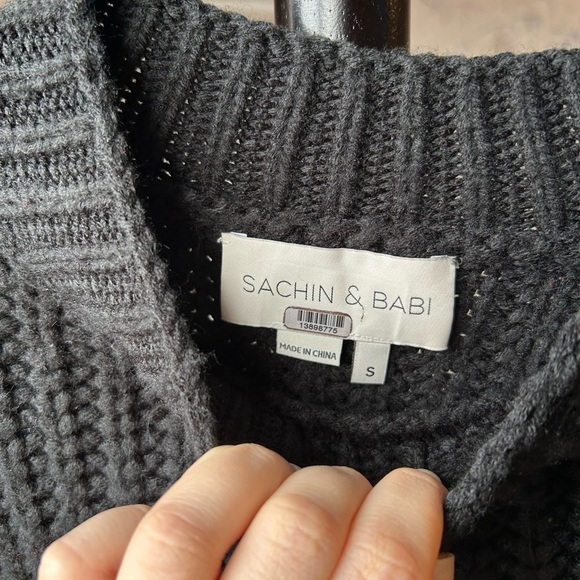 SACHIN & BABI
13898775
MADE IN CHINA
S